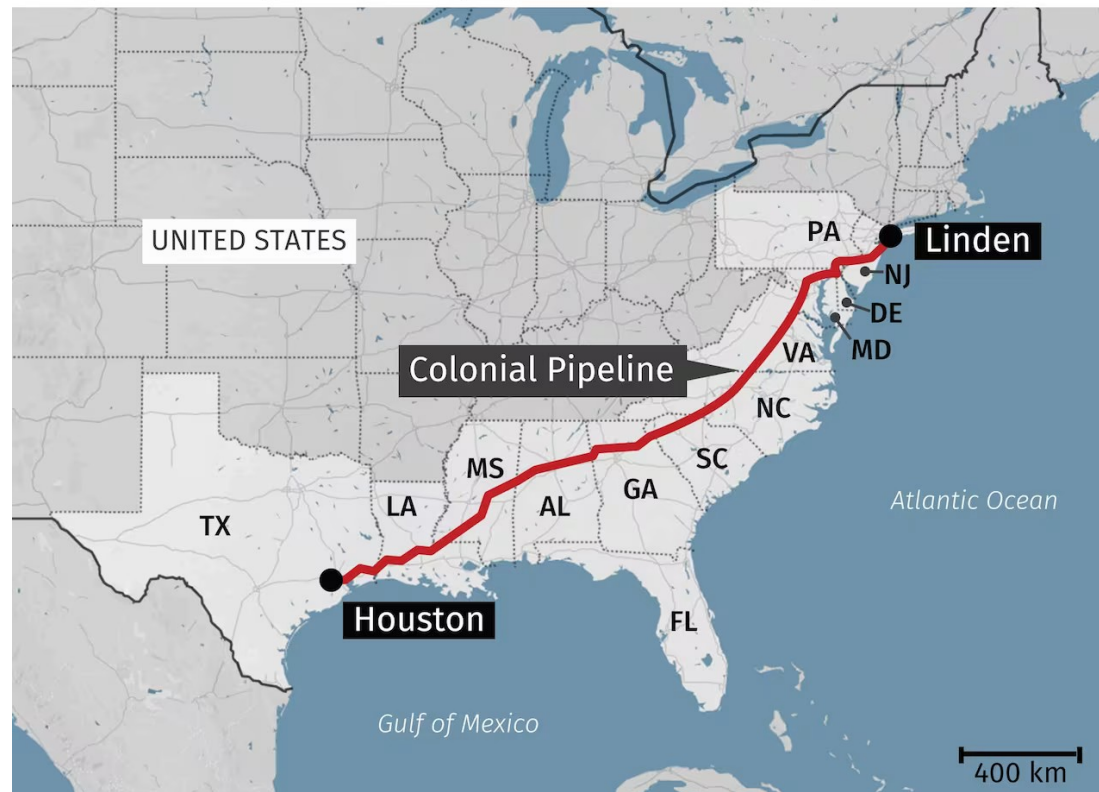 UNITED STATES
PA
Linden
NJ
DE
MD
VA
Colonial Pipeline
NC
SC
MS
GA
AL
LA
TX
Atlantic Ocean
Houston
FL
Gulf of Mexico
400 km